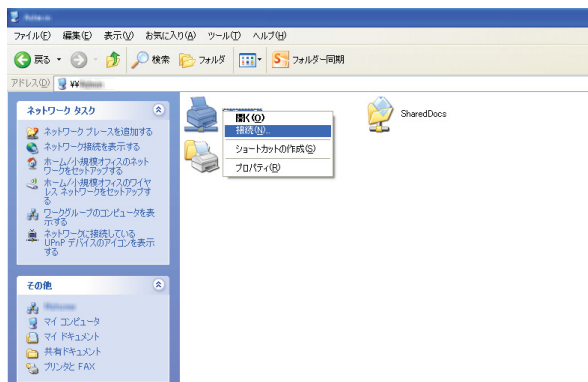 ファイル(F) 編集(E) 表示(V) お気に入り(A) ツール(T) ヘルプ(H)
戻る 検索 フォルダ フォルダー同期
アドレス(D) ¥¥
ネットワーク タスク
ネットワーク プレースを追加する
ネットワーク接続を表示する
ホーム/小規模オフィスのネット
ワークをセットアップする
ホーム/小規模オフィスのワイヤ
レス ネットワークをセットアップす
る
ワークグループのコンピュータを表
示する
ネットワークに接続している
UPnP デバイスのアイコンを表示
する
開く(O)
接続(N)...
ショートカットの作成(S)
プロパティ(R)
SharedDocs
その他
マイ コンピュータ
マイ ドキュメント
共有ドキュメント
プリンタと FAX